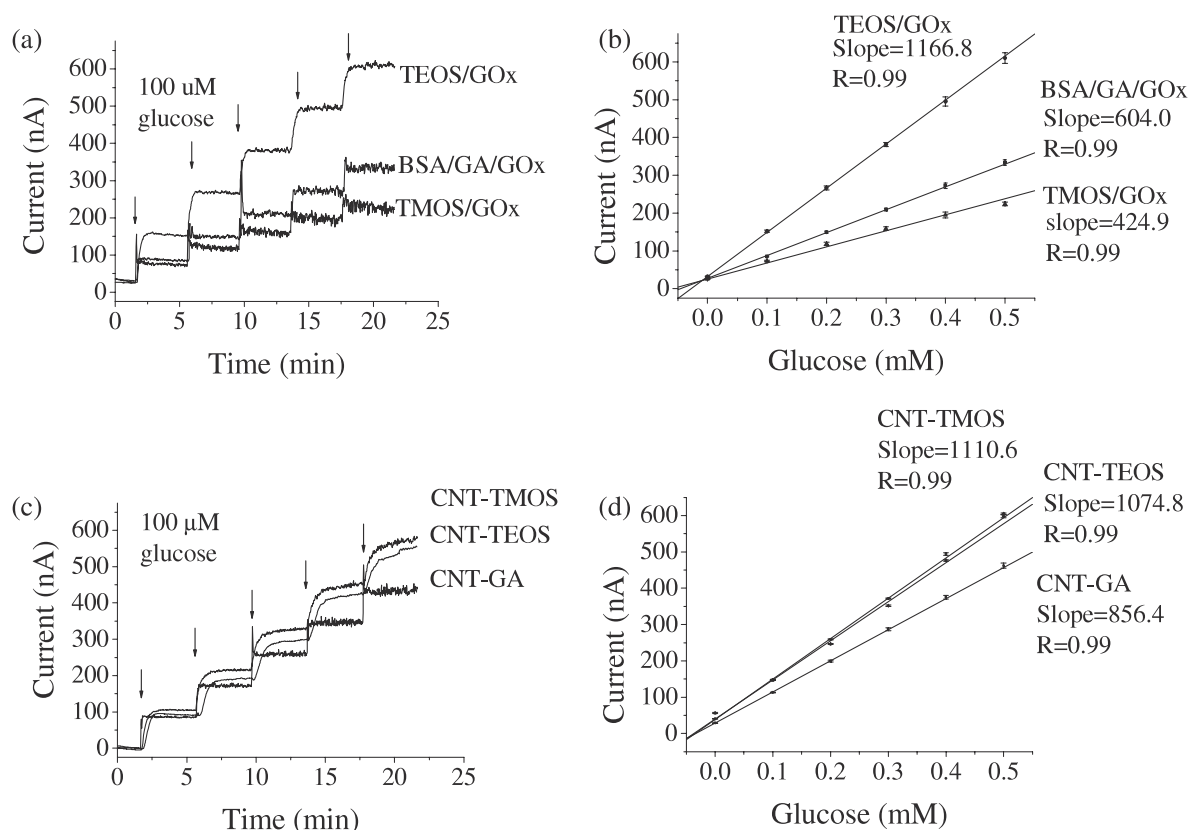 (a)
100 uM
glucose
TEOS/GOx
BSA/GA/GOx
TMOS/GOx
Current (nA)
600
500
400
300
200
100
0
0
5
10
15
20
25
Time (min)
(b)
TEOS/GOx
Slope=1166.8
R=0.99
BSA/GA/GOx
Slope=604.0
R=0.99
TMOS/GOx
slope=424.9
R=0.99
Current (nA)
600
500
400
300
200
100
0
0.0
0.1
0.2
0.3
0.4
0.5
Glucose (mM)
(c)
100 μM
glucose
CNT-TMOS
CNT-TEOS
CNT-GA
Current (nA)
600
500
400
300
200
100
0
0
5
10
15
20
25
Time (min)
(d)
CNT-TMOS
Slope=1110.6
R=0.99
CNT-TEOS
Slope=1074.8
R=0.99
CNT-GA
Slope=856.4
R=0.99
Current (nA)
600
500
400
300
200
100
0
0.0
0.1
0.2
0.3
0.4
0.5
Glucose (mM)